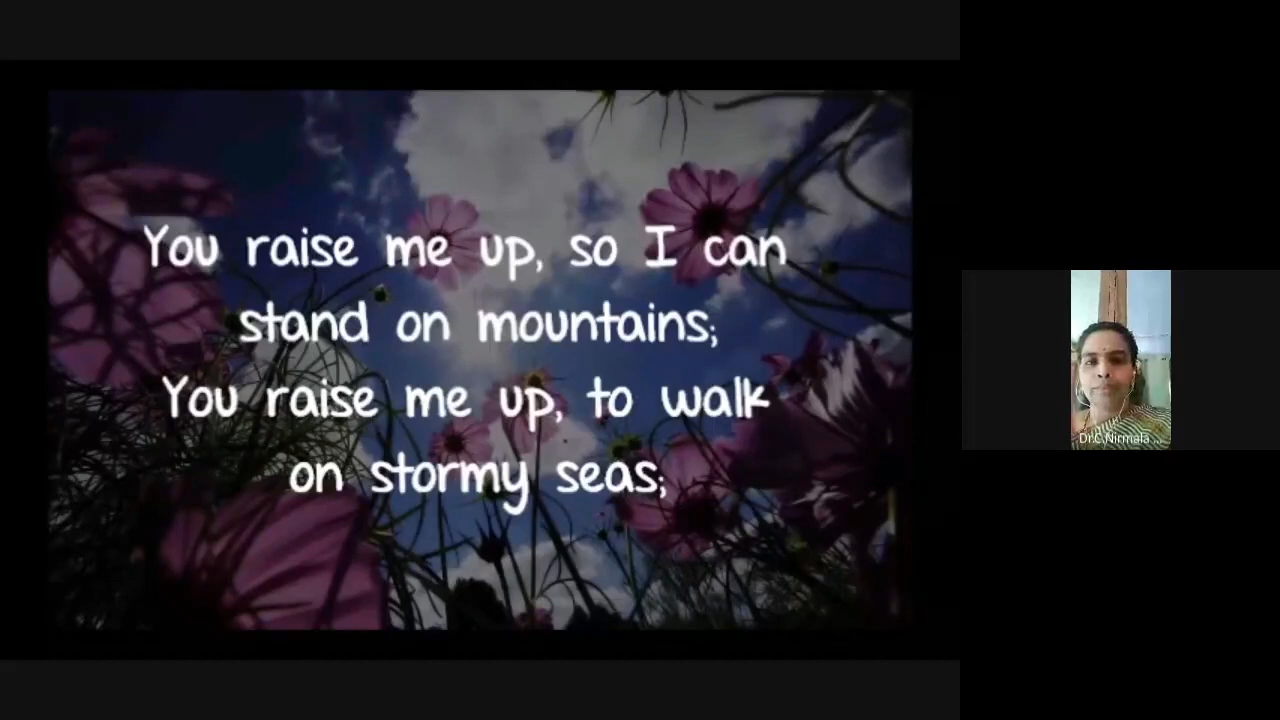 You raise me up, so I can
stand on mountains;
You raise me up, to walk
on stormy seas;
Dr.C.Nirmala ...